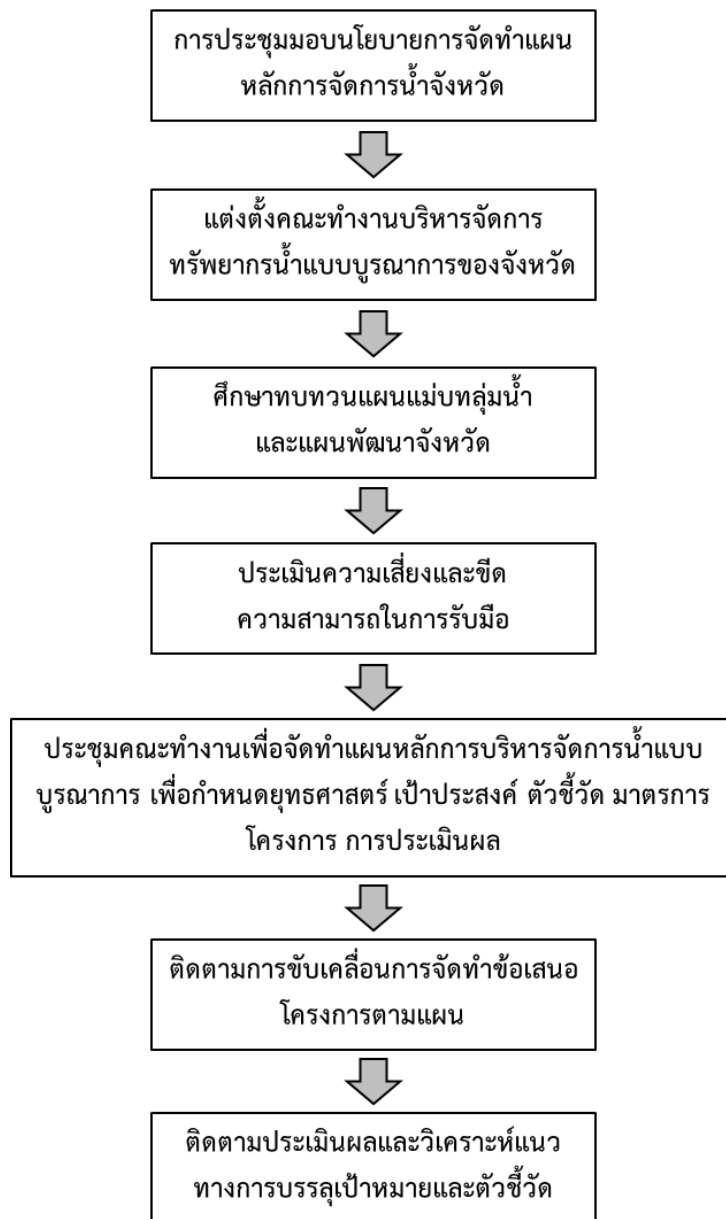 การประชุมมอบนโยบายการจัดทำแผน
หลักการจัดการน้ำจังหวัด
แต่งตั้งคณะทำงานบริหารจัดการ
ทรัพยากรน้ำแบบบูรณาการของจังหวัด
ศึกษาทบทวนแผนแม่บทลุ่มน้ำ
และแผนพัฒนาจังหวัด
ประเมินความเสี่ยงและขีด
ความสามารถในการรับมือ
ประชุมคณะทำงานเพื่อจัดทำแผนหลักการบริหารจัดการน้ำแบบ
บูรณาการ เพื่อกำหนดยุทธศาสตร์ เป้าประสงค์ ตัวชี้วัด มาตรการ
โครงการ การประเมินผล
ติดตามการขับเคลื่อนการจัดทำข้อเสนอ
โครงการตามแผน
ติดตามประเมินผลและวิเคราะห์แนว
ทางการบรรลุเป้าหมายและตัวชี้วัด